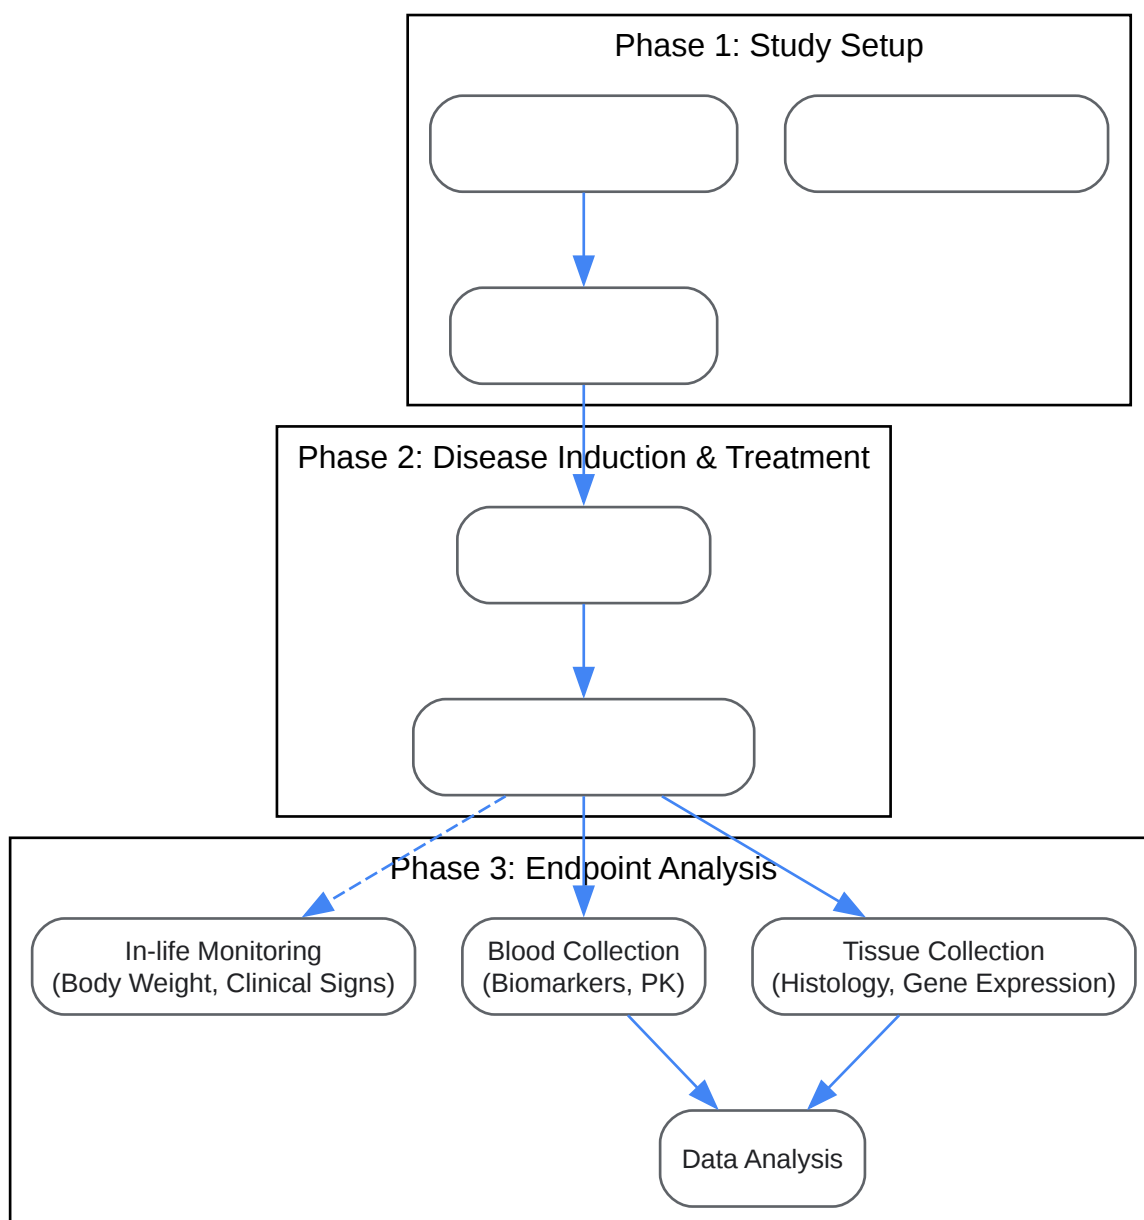 Phase 1: Study Setup
Phase 2: Disease Induction & Treatment
Phase 3: Endpoint Analysis
In-life Monitoring
(Body Weight, Clinical Signs)
Blood Collection
(Biomarkers, PK)
Tissue Collection
(Histology, Gene Expression)
Data Analysis